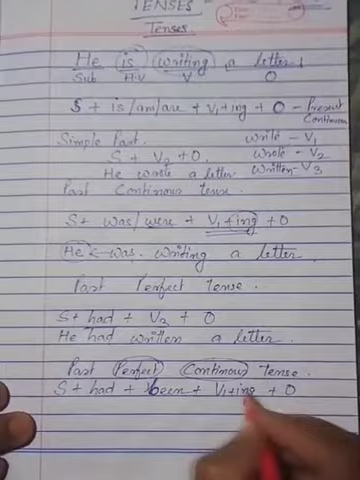 TENSES
Tenses
He is writing a letter.
Sub H.V V O
S + is/am/are + V1+ing + O - Present Continuous
Simple Past. write - V1
S + V2 + O. wrote - V2
He wrote a letter. written - V3
Past Continous tense.
S + was/were + V1+ing + O
He was writing a letter.
Past Perfect tense.
S + had + V3 + O
He had written a letter.
Past Perfect Continous tense.
S + had + been + V1+ing + O